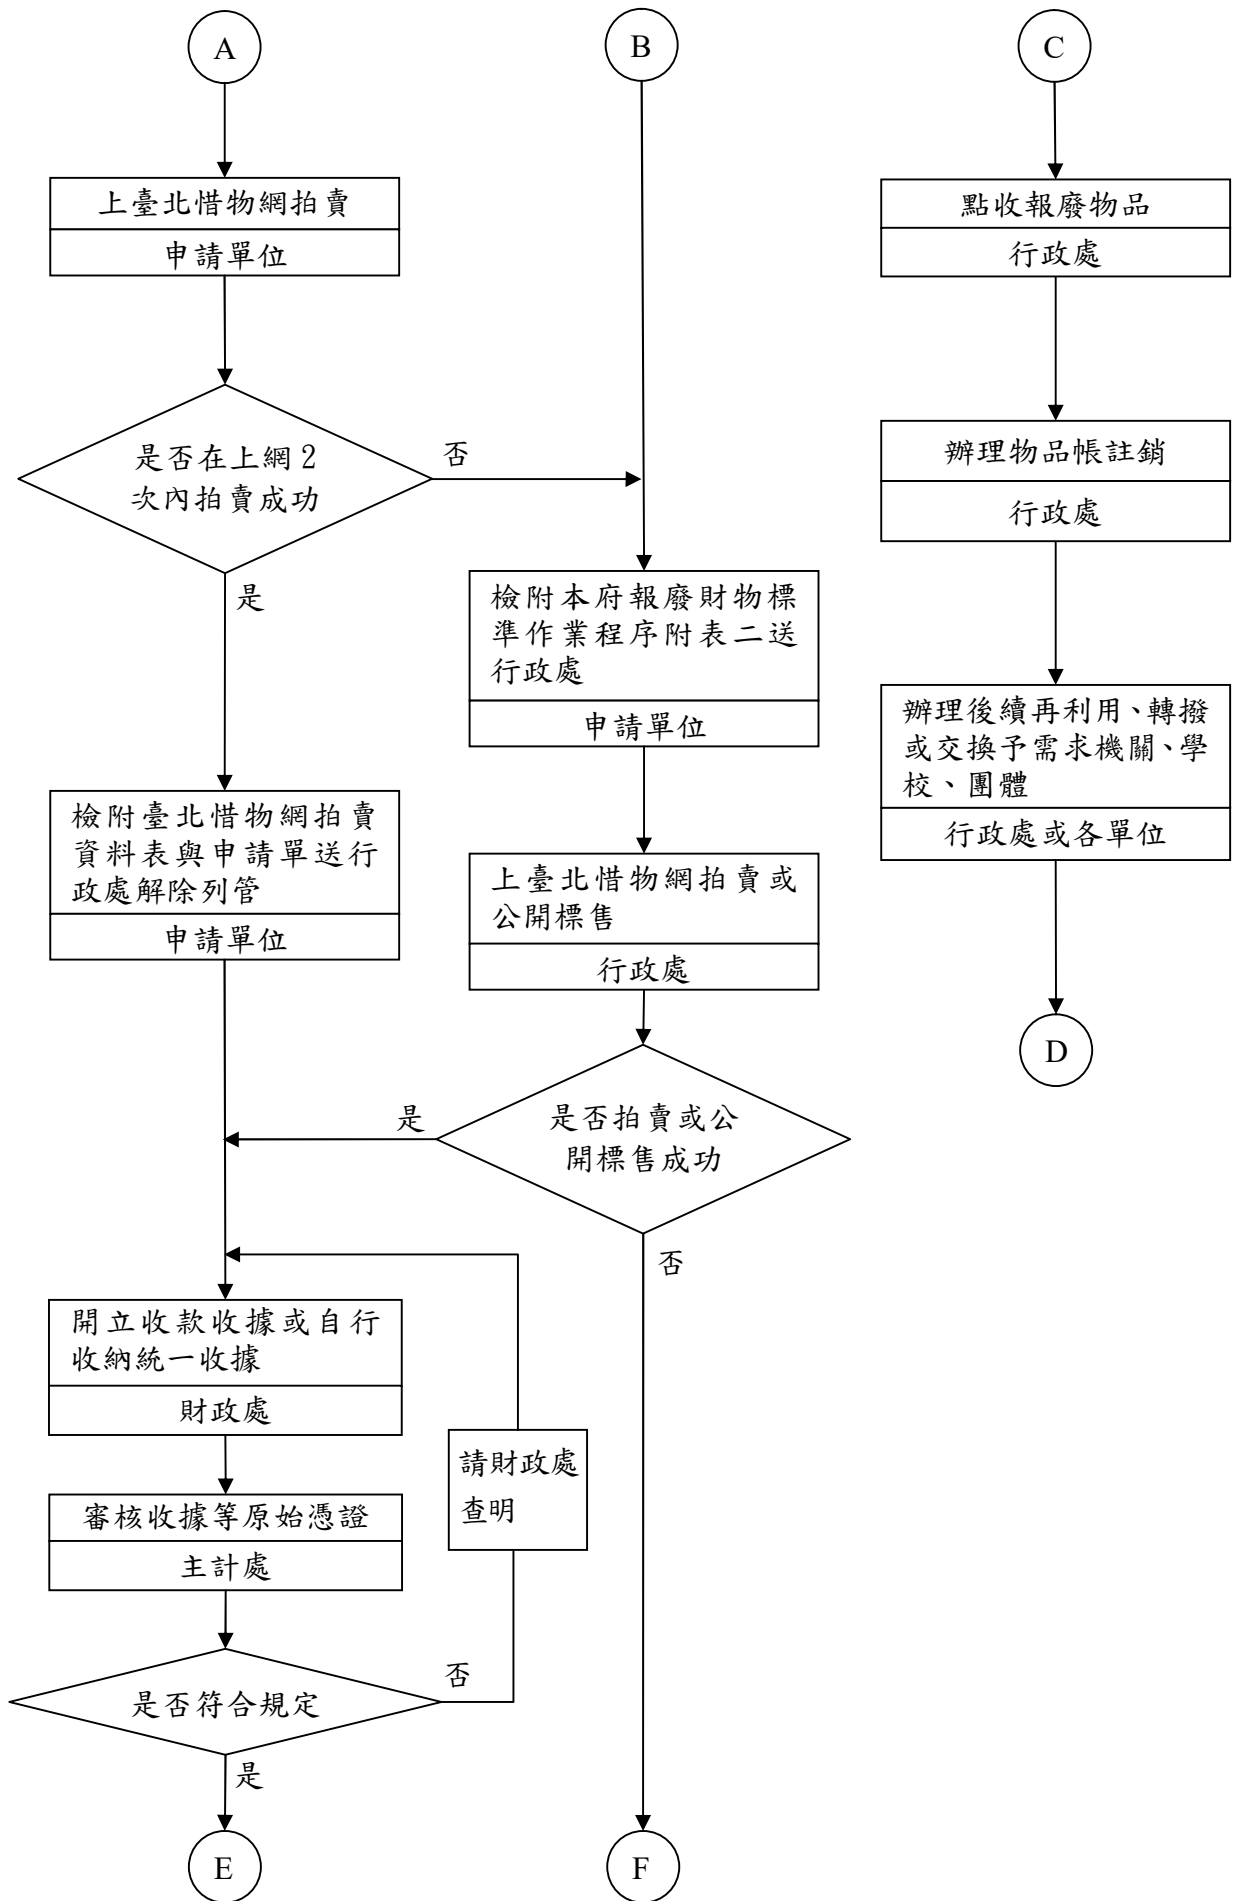 A
B
C
上臺北惜物網拍賣
申請單位
點收報廢物品
行政處
是否在上網2
次內拍賣成功
否
是
辦理物品帳註銷
行政處
檢附本府報廢財物標
準作業程序附表二送
行政處
申請單位
辦理後續再利用、轉撥
或交換予需求機關、學
校、團體
行政處或各單位
檢附臺北惜物網拍賣
資料表與申請單送行
政處解除列管
申請單位
上臺北惜物網拍賣或
公開標售
行政處
D
是否拍賣或公
開標售成功
是
否
開立收款收據或自行
收納統一收據
財政處
請財政處
查明
審核收據等原始憑證
主計處
是否符合規定
否
是
E
F